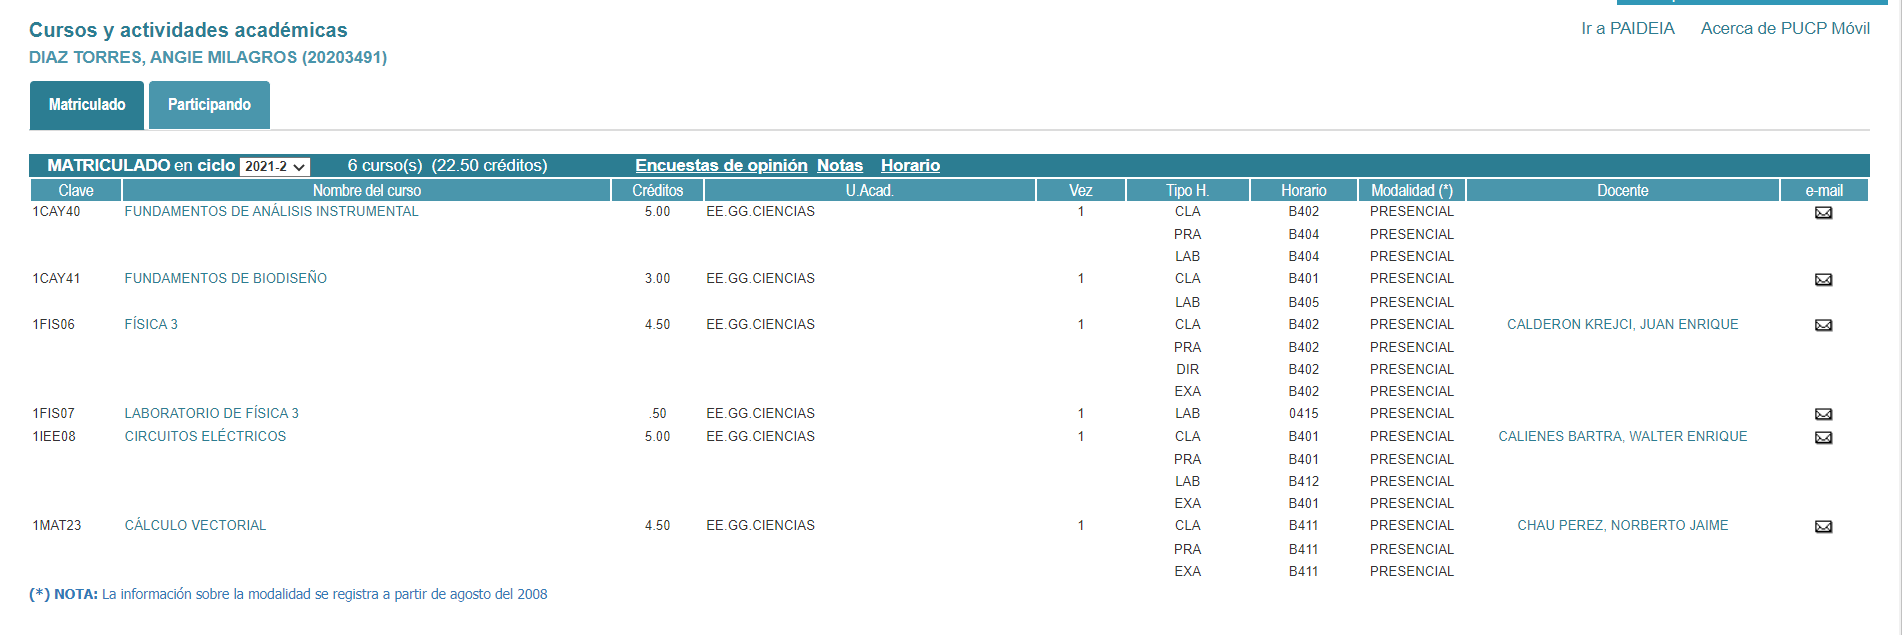 Ir a PAIDEIA Acerca de PUCP Móvil
Cursos y actividades académicas
DIAZ TORRES, ANGIE MILAGROS (20203491)
Matriculado Participando
MATRICULADO en ciclo 2021-2 6 curso(s) (22.50 créditos) Encuestas de opinión Notas Horario
Clave Nombre del curso Créditos U.Acad. Vez Tipo H. Horario Modalidad (*) Docente e-mail
1CAY40 FUNDAMENTOS DE ANÁLISIS INSTRUMENTAL 5.00 EE.GG.CIENCIAS 1 CLA B402 PRESENCIAL
PRA B404 PRESENCIAL
LAB B404 PRESENCIAL
1CAY41 FUNDAMENTOS DE BIODISEÑO 3.00 EE.GG.CIENCIAS 1 CLA B401 PRESENCIAL
LAB B405 PRESENCIAL
1FIS06 FÍSICA 3 4.50 EE.GG.CIENCIAS 1 CLA B402 PRESENCIAL CALDERON KREJCI, JUAN ENRIQUE
PRA B402 PRESENCIAL
DIR B402 PRESENCIAL
EXA B402 PRESENCIAL
1FIS07 LABORATORIO DE FÍSICA 3 .50 EE.GG.CIENCIAS 1 LAB 0415 PRESENCIAL
1IEE08 CIRCUITOS ELÉCTRICOS 5.00 EE.GG.CIENCIAS 1 CLA B401 PRESENCIAL CALIENES BARTRA, WALTER ENRIQUE
PRA B401 PRESENCIAL
LAB B412 PRESENCIAL
EXA B401 PRESENCIAL
1MAT23 CÁLCULO VECTORIAL 4.50 EE.GG.CIENCIAS 1 CLA B411 PRESENCIAL CHAU PEREZ, NORBERTO JAIME
PRA B411 PRESENCIAL
EXA B411 PRESENCIAL
(*) NOTA: La información sobre la modalidad se registra a partir de agosto del 2008